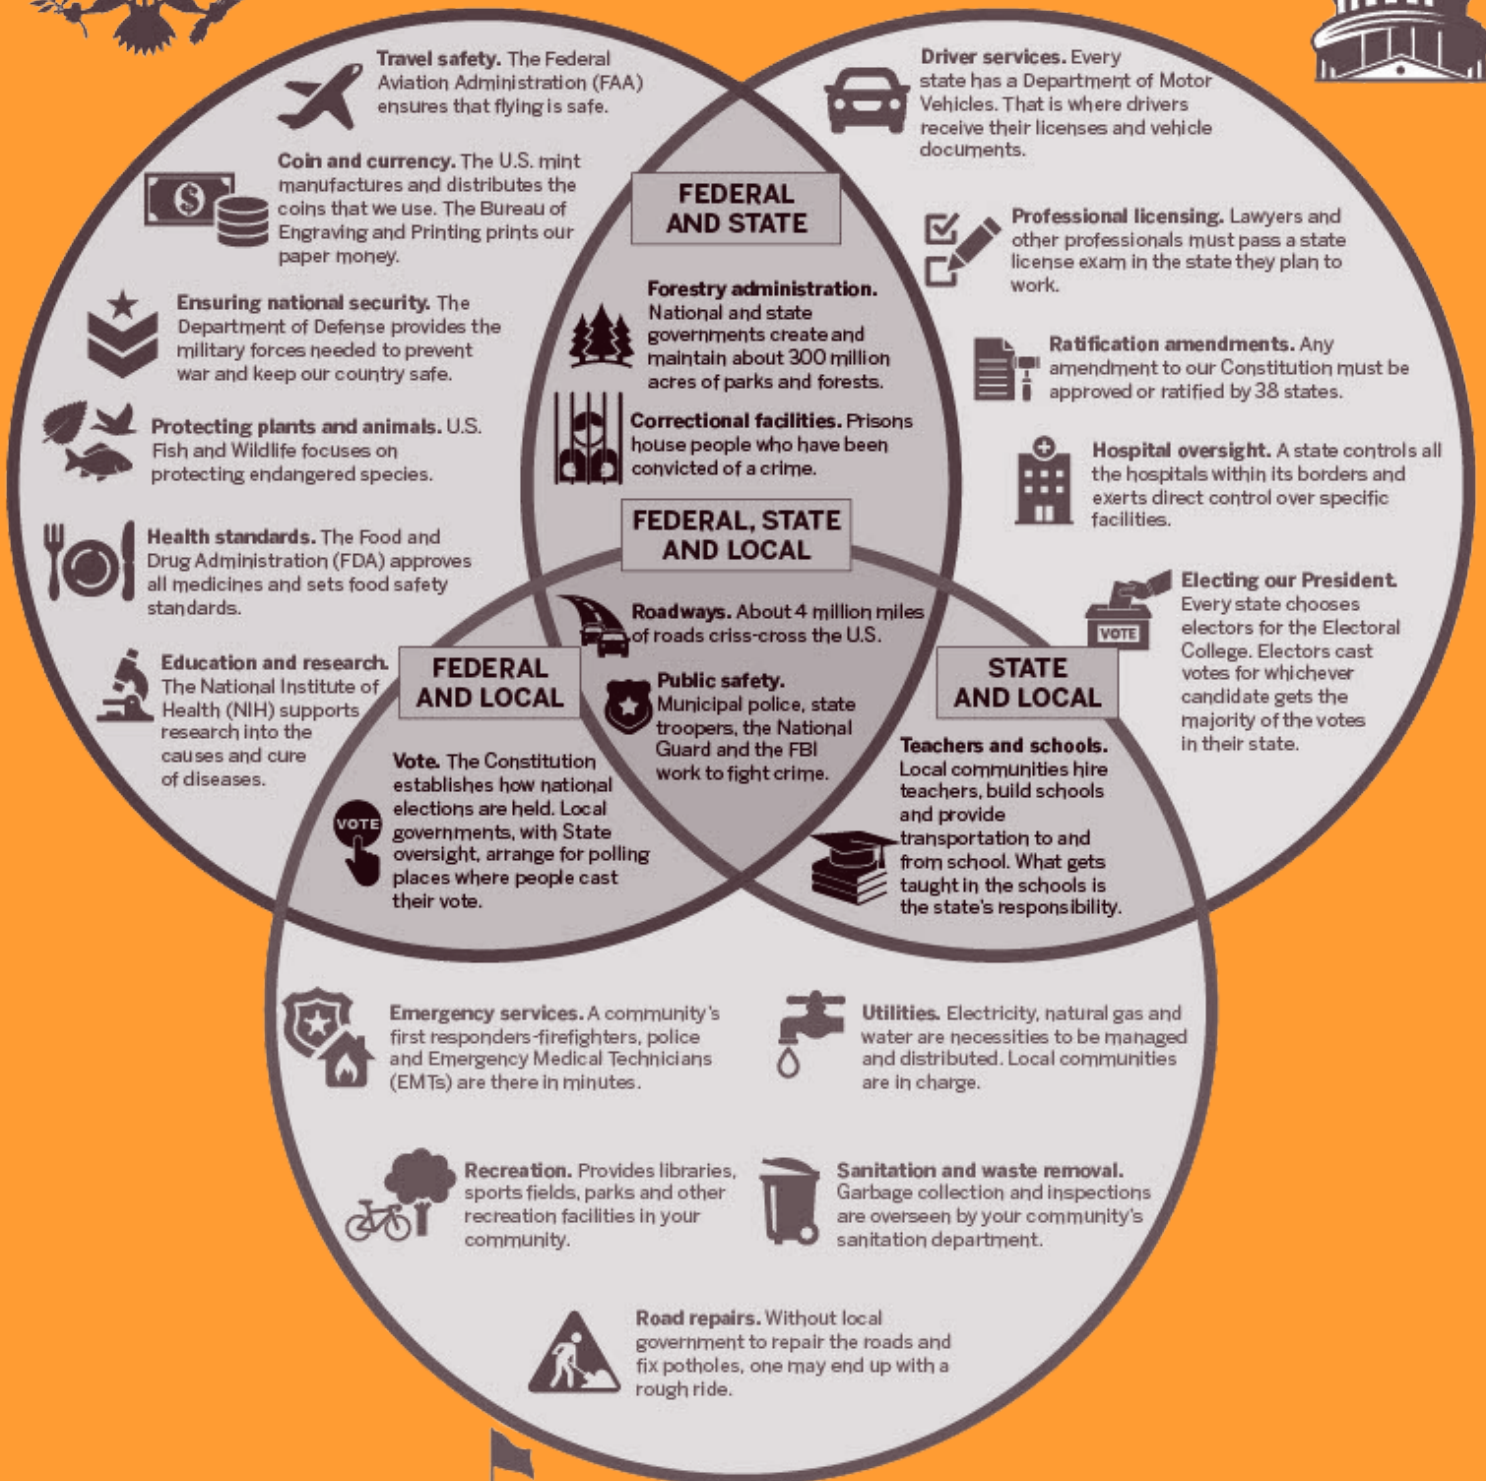 Travel safety. The Federal
Aviation Administration (FAA)
ensures that flying is safe.
Coin and currency. The U.S. mint
manufactures and distributes the
coins that we use. The Bureau of
Engraving and Printing prints our
paper money.
$
Ensuring national security. The
Department of Defense provides the
military forces needed to prevent
war and keep our country safe.
Protecting plants and animals. U.S.
Fish and Wildlife focuses on
protecting endangered species.
Health standards. The Food and
Drug Administration (FDA) approves
all medicines and sets food safety
standards.
Education and research.
The National Institute of
Health (NIH) supports
research into the
causes and cure
of diseases.
FEDERAL
AND STATE
Forestry administration.
National and state
governments create and
maintain about 300 million
acres of parks and forests.
Correctional facilities. Prisons
house people who have been
convicted of a crime.
Driver services. Every
state has a Department of Motor
Vehicles. That is where drivers
receive their licenses and vehicle
documents.
Professional licensing. Lawyers and
other professionals must pass a state
license exam in the state they plan to
work.
Ratification amendments. Any
amendment to our Constitution must be
approved or ratified by 38 states.
Hospital oversight. A state controls all
the hospitals within its borders and
exerts direct control over specific
facilities.
Electing our President.
Every state chooses
electors for the Electoral
College. Electors cast
votes for whichever
candidate gets the
majority of the votes
in their state.
VOTE
FEDERAL, STATE
AND LOCAL
Roadways. About 4 million miles
of roads criss-cross the U.S.
Public safety.
Municipal police, state
troopers, the National
Guard and the FBI
work to fight crime.
FEDERAL
AND LOCAL
Vote. The Constitution
establishes how national
elections are held. Local
governments, with State
oversight, arrange for polling
places where people cast
their vote.
VOTE
STATE
AND LOCAL
Teachers and schools.
Local communities hire
teachers, build schools
and provide
transportation to and
from school. What gets
taught in the schools is
the state's responsibility.
Emergency services. A community's
first responders-firefighters, police
and Emergency Medical Technicians
(EMTs) are there in minutes.
Utilities. Electricity, natural gas and
water are necessities to be managed
and distributed. Local communities
are in charge.
Recreation. Provides libraries,
sports fields, parks and other
recreation facilities in your
community.
Sanitation and waste removal.
Garbage collection and inspections
are overseen by your community's
sanitation department.
Road repairs. Without local
government to repair the roads and
fix potholes, one may end up with a
rough ride.